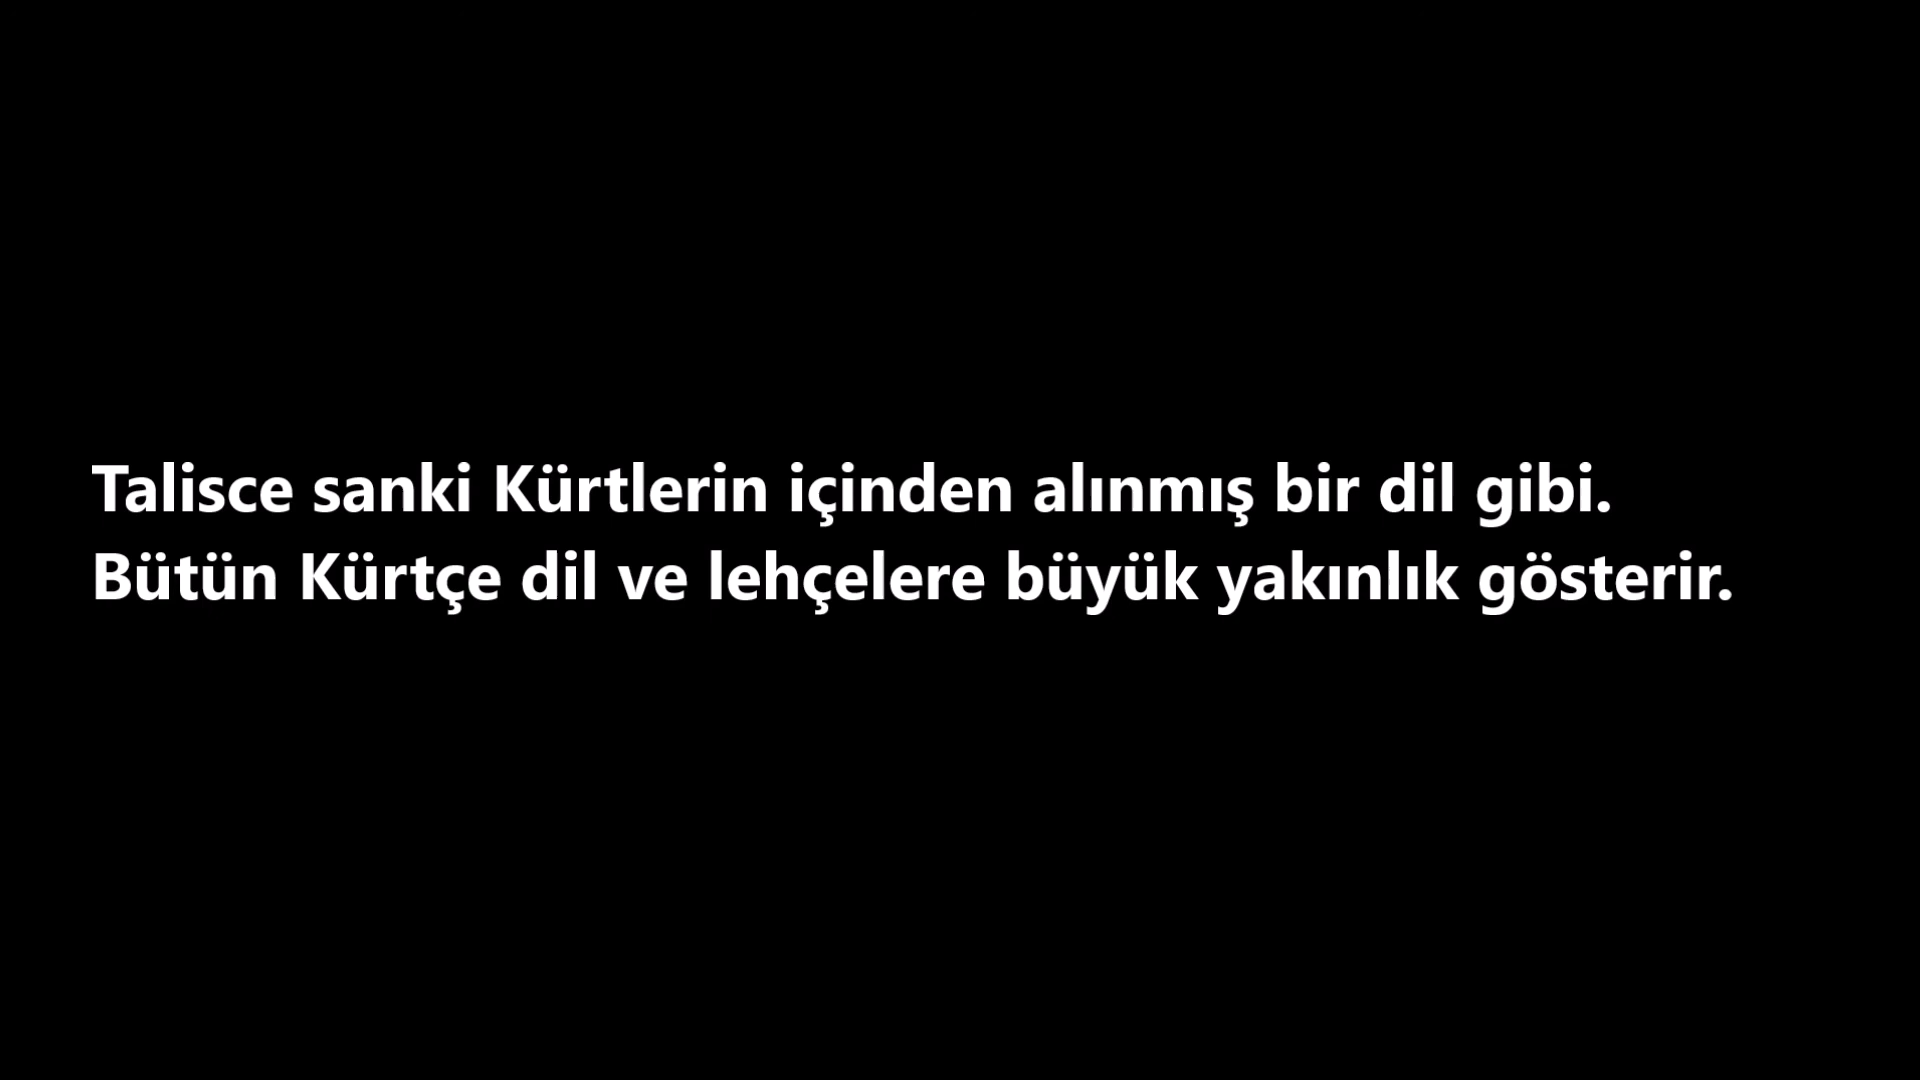 Talisce sanki Kürtlerin içinden alınmış bir dil gibi.
Bütün Kürtçe dil ve lehçelere büyük yakınlık gösterir.